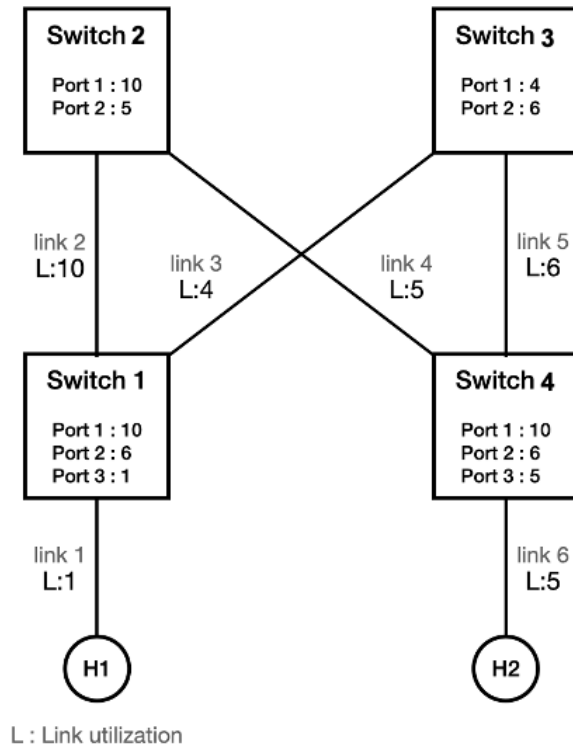 Switch 2
Port 1 : 10
Port 2 : 5
Switch 3
Port 1 : 4
Port 2 : 6
link 2
L:10
link 3
L:4
link 4
L:5
link 5
L:6
Switch 1
Port 1 : 10
Port 2 : 6
Port 3 : 1
Switch 4
Port 1 : 10
Port 2 : 6
Port 3 : 5
link 1
L:1
link 6
L:5
H1
H2
L : Link utilization